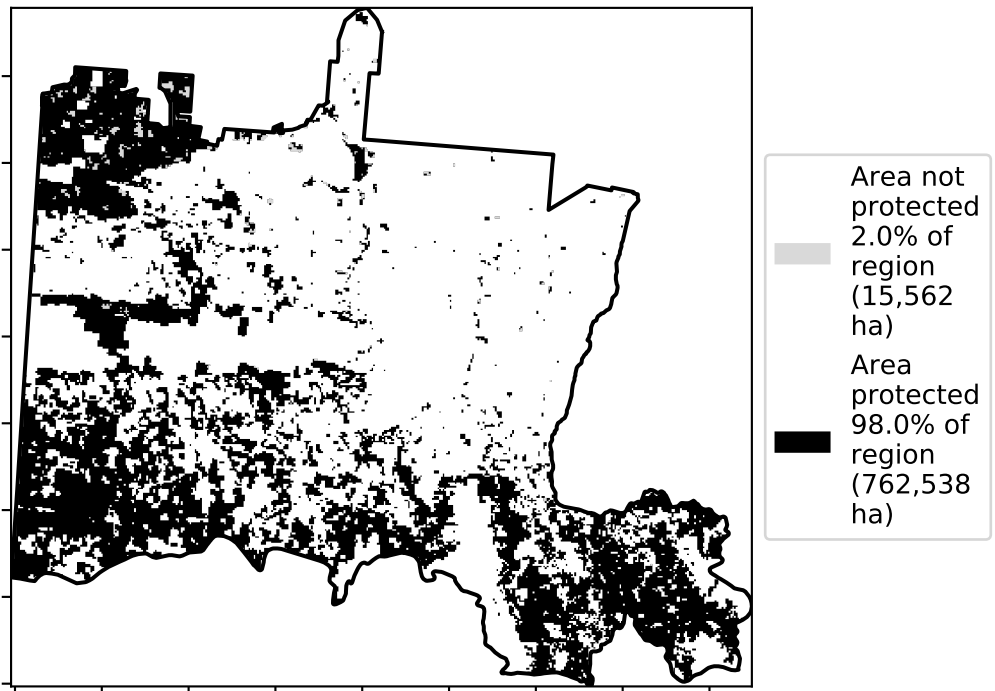 Area not
protected
2.0% of
region
(15,562
ha)
Area
protected
98.0% of
region
(762,538
ha)